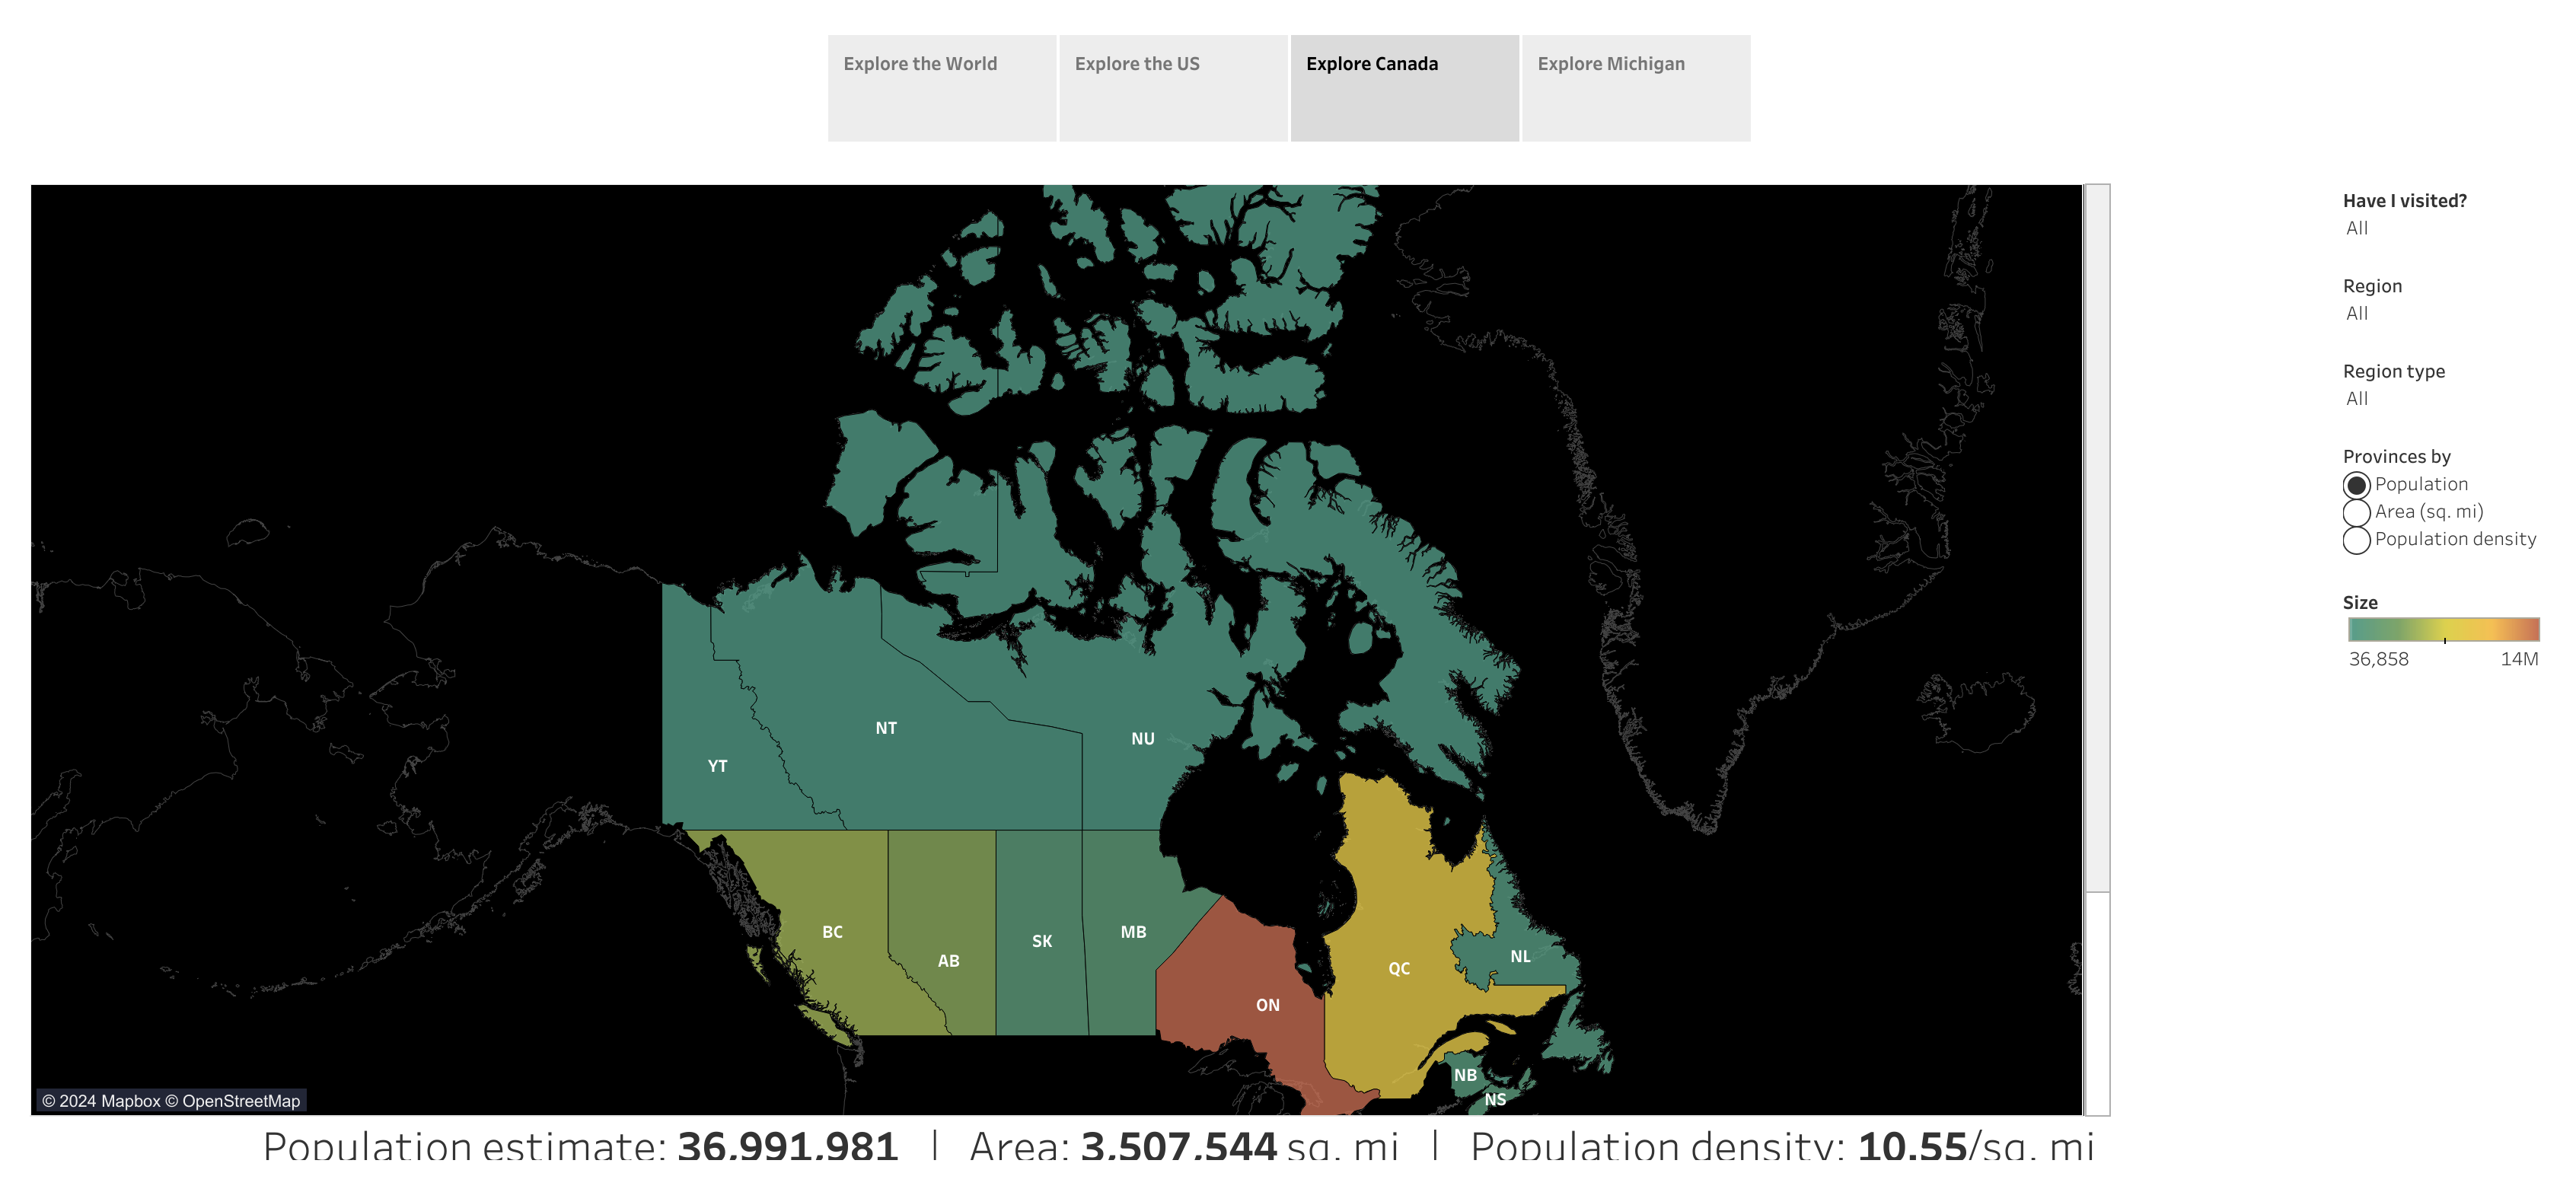 Explore the World
Explore the US
Explore Canada
Explore Michigan
Have I visited?
All
Region
All
Region type
All
Provinces by
Population
Area (sq. mi)
Population density
Size
36,858 14M
NT
NU
YT
BC
AB
SK
MB
ON
QC
NL
NB
NS
© 2024 Mapbox © OpenStreetMap
Population estimate: 36,991,981 | Area: 3,507,544 sq. mi | Population density: 10.55/sq. mi